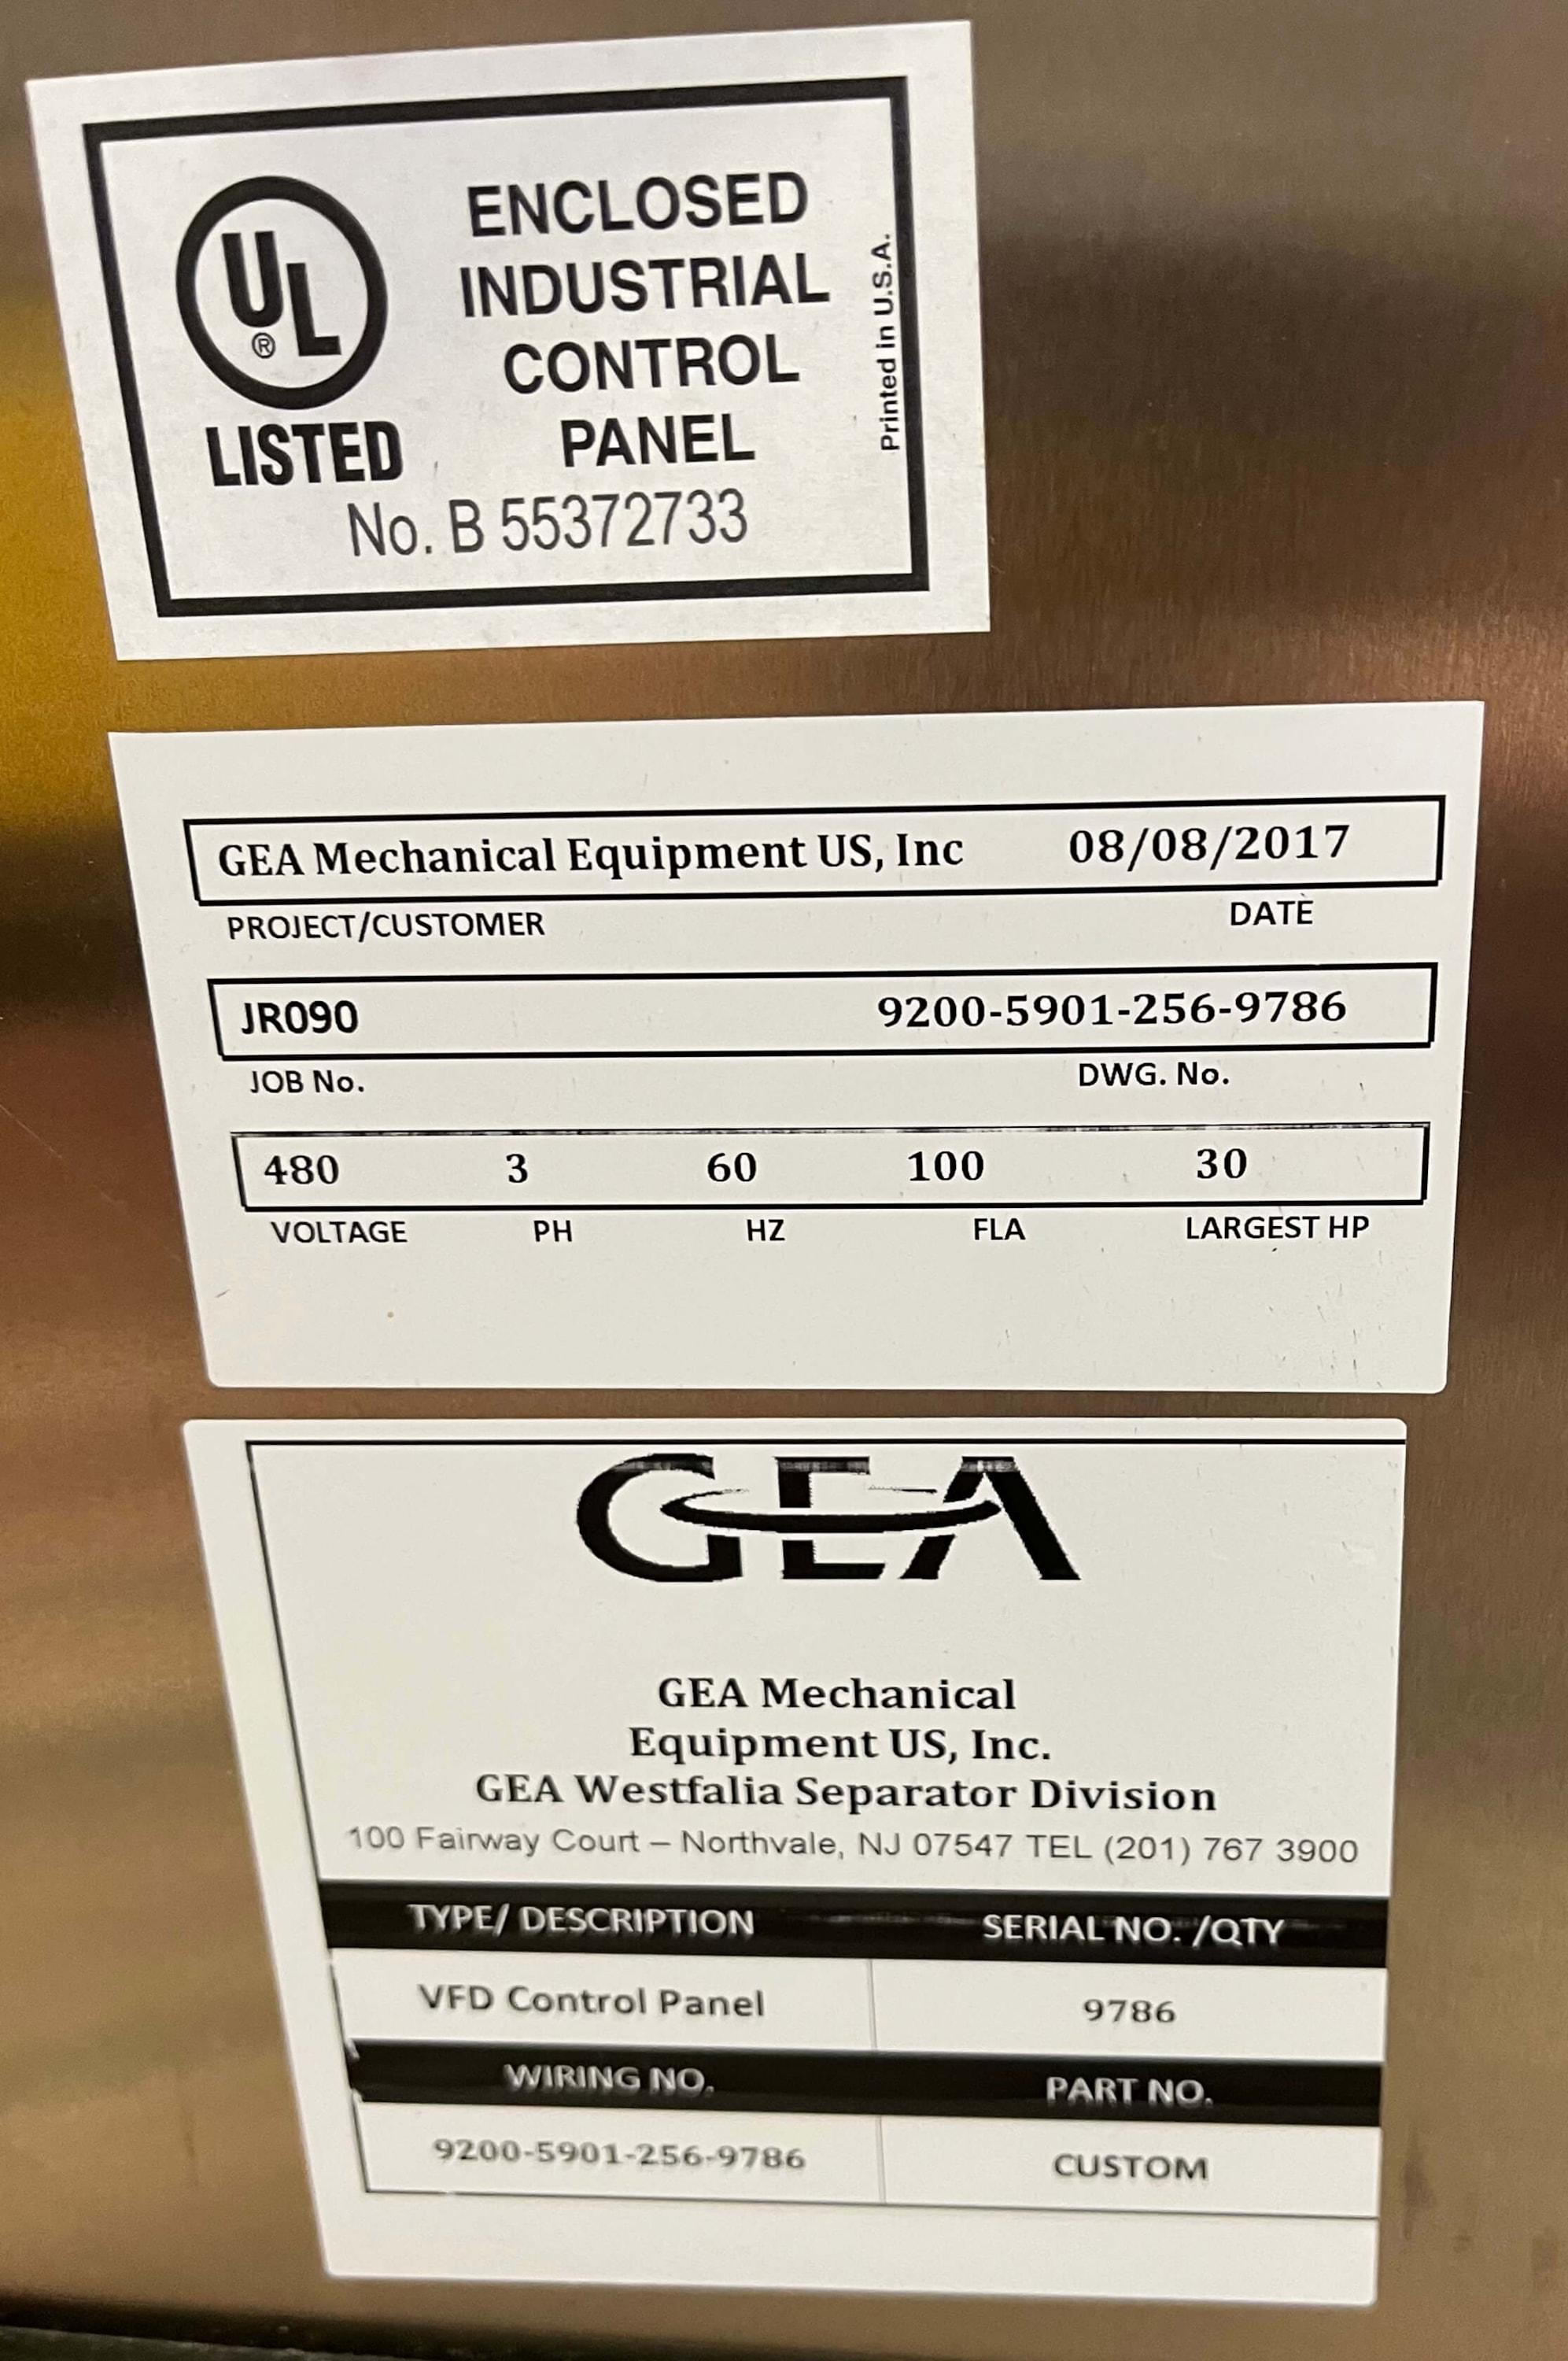 UL
®
LISTED
ENCLOSED
INDUSTRIAL
CONTROL
PANEL
No. B 55372733
Printed in U.S.A.
GEA Mechanical Equipment US, Inc 08/08/2017
PROJECT/CUSTOMER DATE
JR090 9200-5901-256-9786
JOB No. DWG. No.
480 3 60 100 30
VOLTAGE PH HZ FLA LARGEST HP
GEA
GEA Mechanical
Equipment US, Inc.
GEA Westfalia Separator Division
100 Fairway Court – Northvale, NJ 07547 TEL (201) 767 3900
TYPE/ DESCRIPTION SERIAL NO. /QTY
VFD Control Panel 9786
WIRING NO. PART NO.
9200-5901-256-9786 CUSTOM